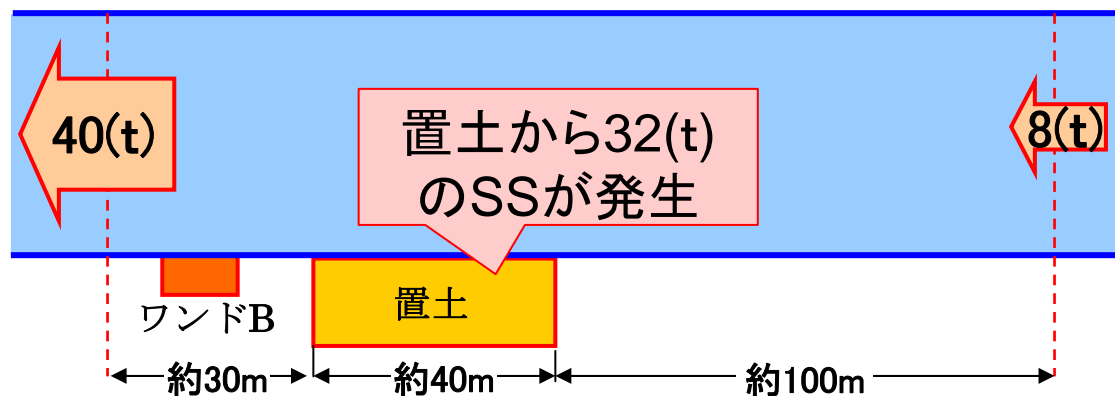 40(t)
置土から32(t)
のSSが発生
8(t)
ワンドB
置土
約30m
約40m
約100m